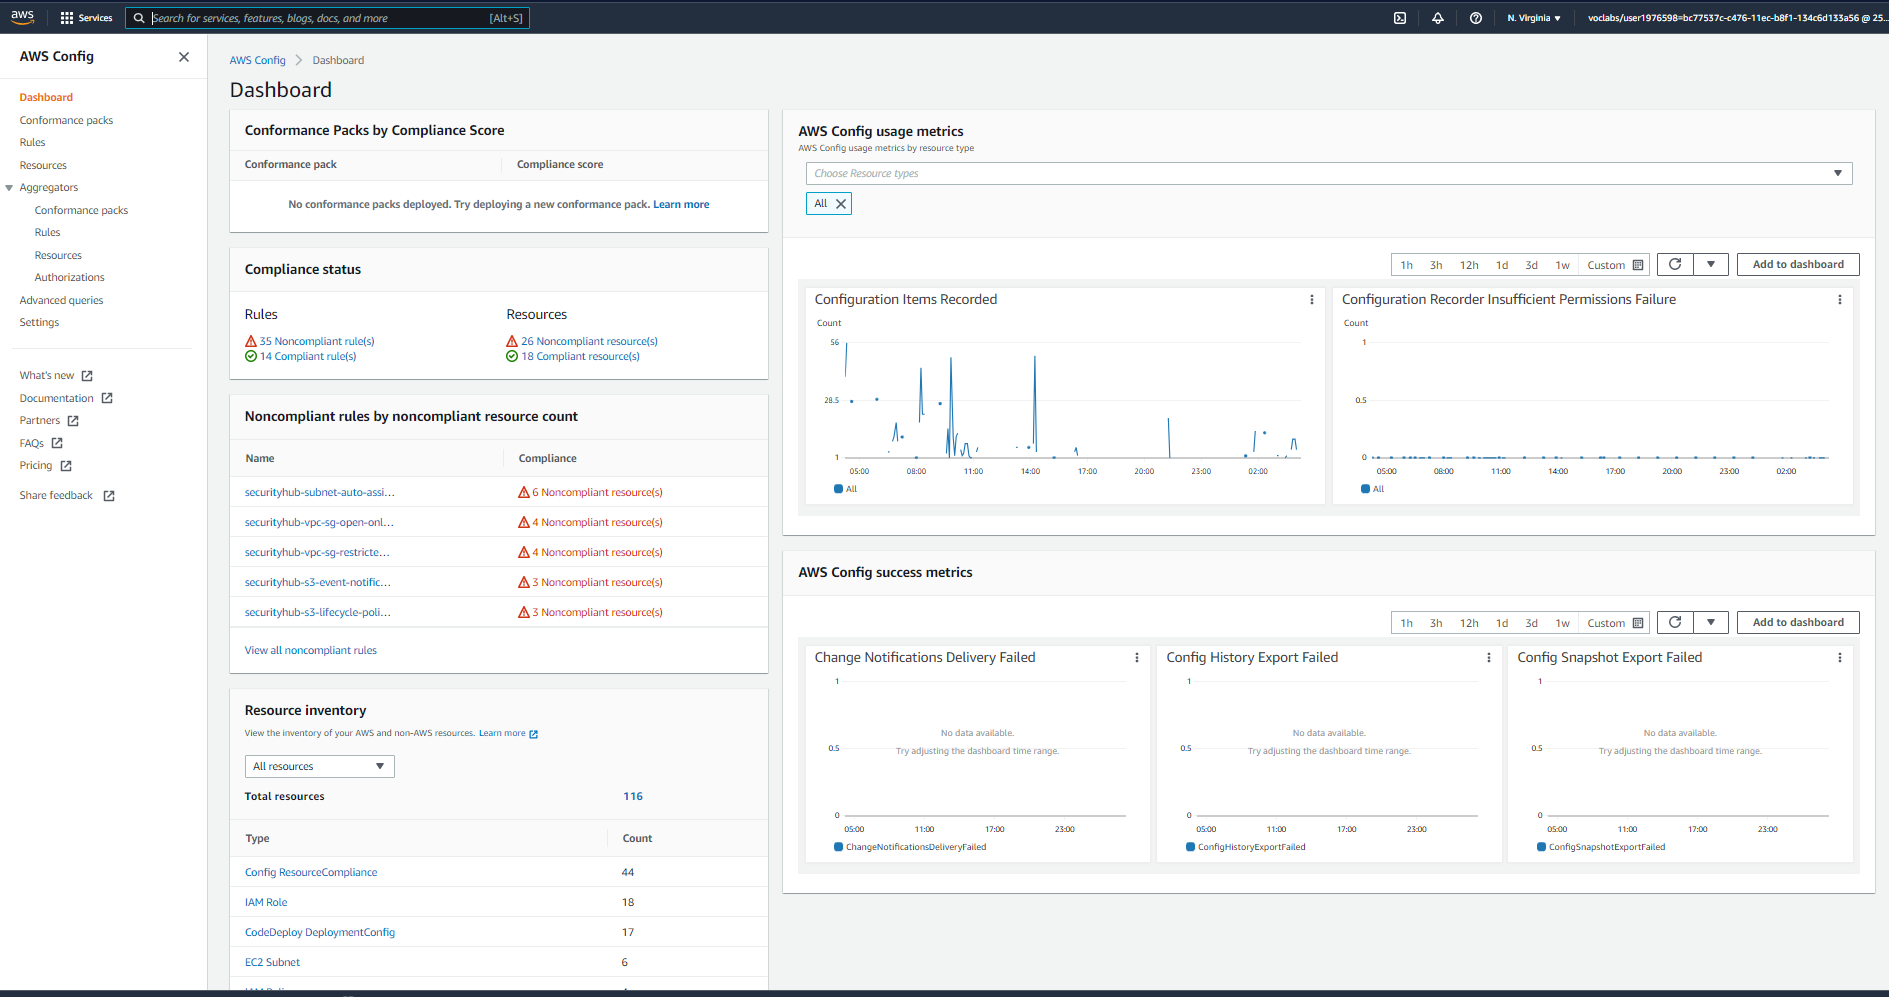 aws Services Search for services, features, blogs, docs, and more [Alt+S] N. Virginia voclabs/user1976598=bc77537c-c476-11ec-b8f1-134c6d133a56 @ 25...
AWS Config
Dashboard
Conformance packs
Rules
Resources
Aggregators
Conformance packs
Rules
Resources
Authorizations
Advanced queries
Settings
What's new
Documentation
Partners
FAQs
Pricing
Share feedback
AWS Config Dashboard
Dashboard
Conformance Packs by Compliance Score
Conformance pack Compliance score
No conformance packs deployed. Try deploying a new conformance pack. Learn more
Compliance status
Rules Resources
35 Noncompliant rule(s) 26 Noncompliant resource(s)
14 Compliant rule(s) 18 Compliant resource(s)
Noncompliant rules by noncompliant resource count
Name Compliance
securityhub-subnet-auto-assi... 6 Noncompliant resource(s)
securityhub-vpc-sg-open-onl... 4 Noncompliant resource(s)
securityhub-vpc-sg-restricte... 4 Noncompliant resource(s)
securityhub-s3-event-notific... 3 Noncompliant resource(s)
securityhub-s3-lifecycle-poli... 3 Noncompliant resource(s)
View all noncompliant rules
Resource inventory
View the inventory of your AWS and non-AWS resources. Learn more
All resources
Total resources 116
Type Count
Config ResourceCompliance 44
IAM Role 18
CodeDeploy DeploymentConfig 17
EC2 Subnet 6
AWS Config usage metrics
AWS Config usage metrics by resource type
Choose Resource types
All
1h 3h 12h 1d 3d 1w Custom Add to dashboard
Configuration Items Recorded
Count
56
28.5
1
05:00 08:00 11:00 14:00 17:00 20:00 23:00 02:00
All
Configuration Recorder Insufficient Permissions Failure
Count
1
0.5
0
05:00 08:00 11:00 14:00 17:00 20:00 23:00 02:00
All
AWS Config success metrics
1h 3h 12h 1d 3d 1w Custom Add to dashboard
Change Notifications Delivery Failed
1
No data available.
0.5
Try adjusting the dashboard time range.
0
05:00 11:00 17:00 23:00
ChangeNotificationsDeliveryFailed
Config History Export Failed
1
No data available.
0.5
Try adjusting the dashboard time range.
0
05:00 11:00 17:00 23:00
ConfigHistoryExportFailed
Config Snapshot Export Failed
1
No data available.
0.5
Try adjusting the dashboard time range.
0
05:00 11:00 17:00 23:00
ConfigSnapshotExportFailed